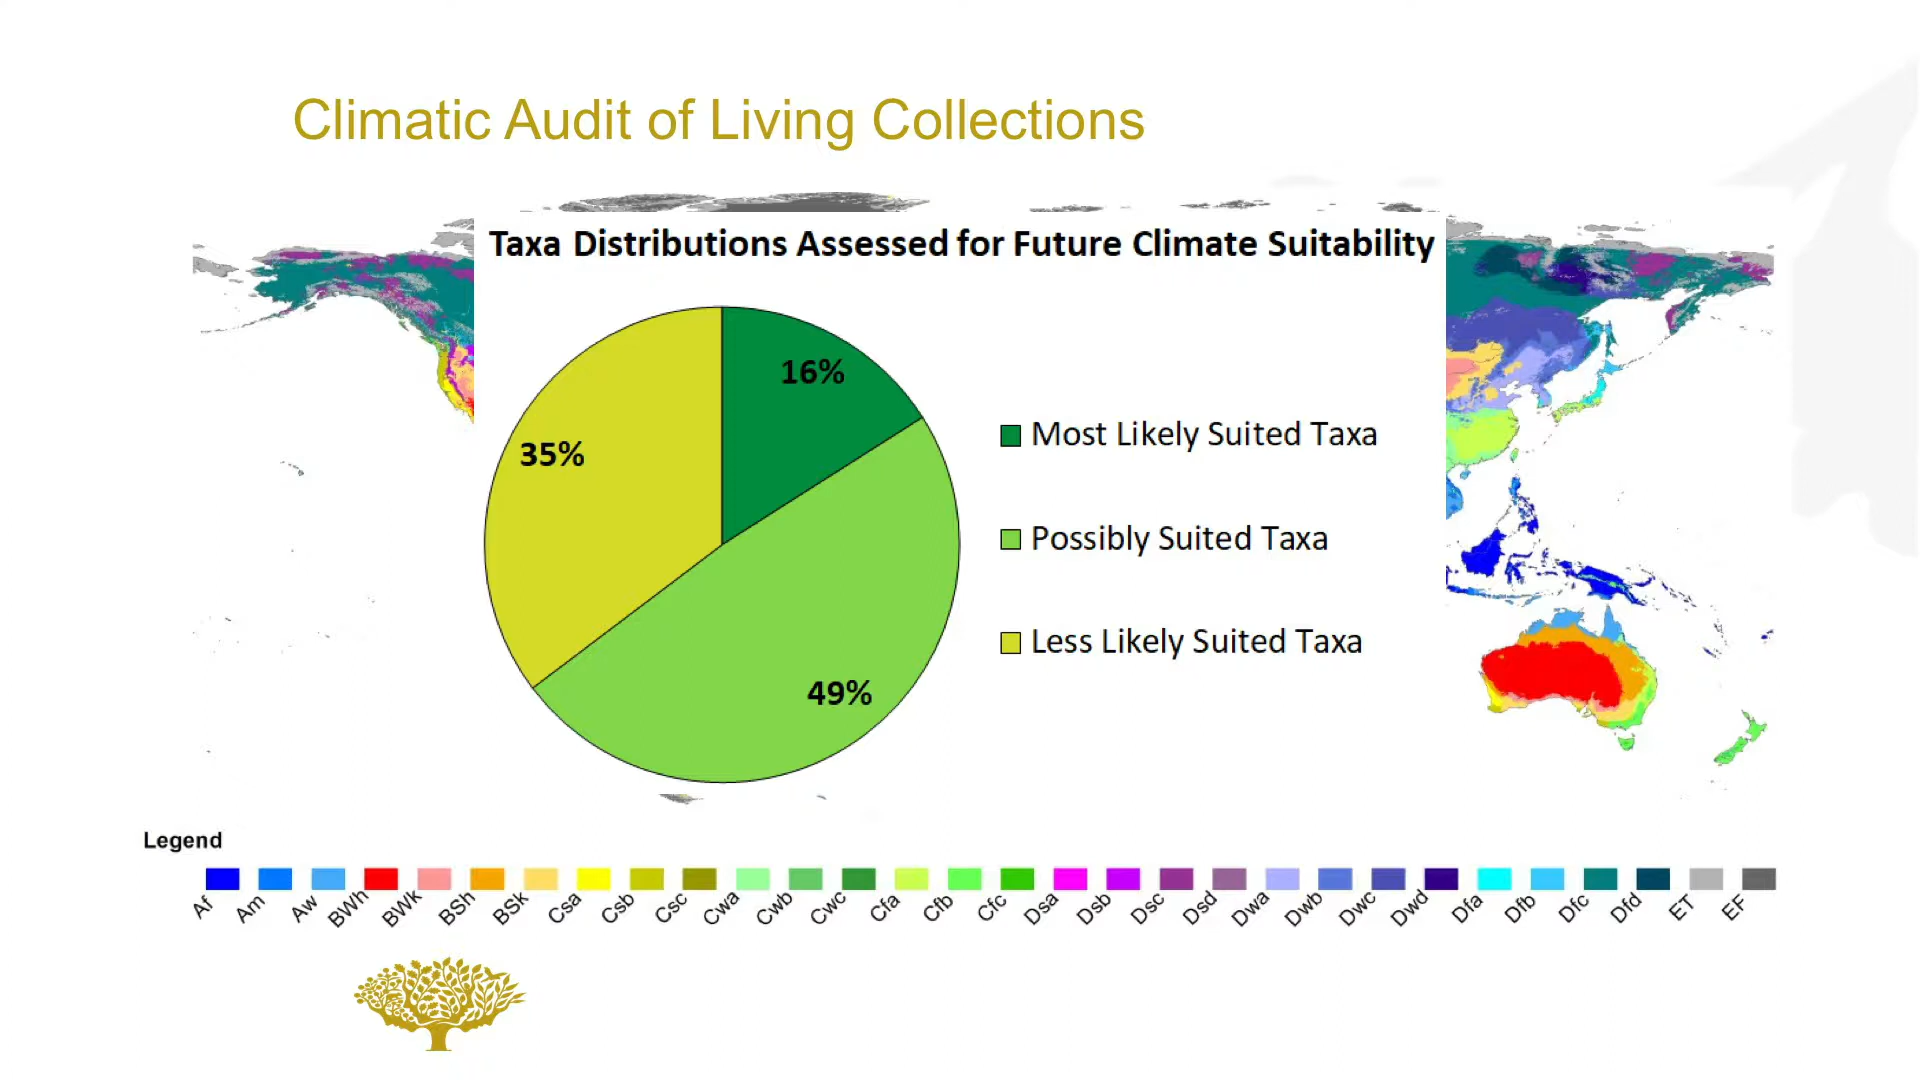 Climatic Audit of Living Collections
Taxa Distributions Assessed for Future Climate Suitability
16%
35%
49%
Most Likely Suited Taxa
Possibly Suited Taxa
Less Likely Suited Taxa
Legend
Af Am Aw BWh BWk BSh BSk Csa Csb Csc Cwa Cwb Cwc Cfa Cfb Cfc Dsa Dsb Dsc Dsd Dwa Dwb Dwc Dwd Dfa Dfb Dfc Dfd ET EF